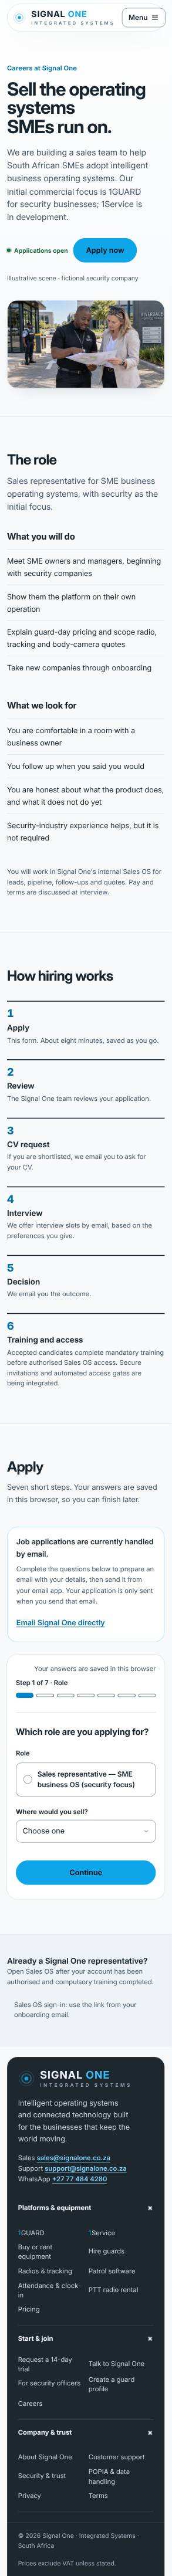 SIGNAL ONE
INTEGRATED SYSTEMS
Menu
Careers at Signal One
Sell the operating
systems
SMEs run on.
We are building a sales team to help
South African SMEs adopt intelligent
business operating systems. Our
initial commercial focus is 1GUARD
for security businesses; 1Service is
in development.
Applications open
Apply now
Illustrative scene · fictional security company
The role
Sales representative for SME business
operating systems, with security as the
initial focus.
What you will do
Meet SME owners and managers, beginning
with security companies
Show them the platform on their own
operation
Explain guard-pay pricing and scope radio,
tracking and body-camera quotes
Take new companies through onboarding
What we look for
You are comfortable in a room with a
business owner
You follow up when you said you would
You are honest about what the product does,
and what it does not do yet
Security-industry experience helps, but it is
not required
You will work in Signal One's internal Sales OS for
leads, pipeline, follow-ups and quotes. Pay and
terms are discussed at interview.
How hiring works
1
Apply
This form. About eight minutes, saved as you go.
2
Review
The Signal One team reviews your application.
3
CV request
If you are shortlisted, we email you to ask for
your CV.
4
Interview
We offer interview slots by email, based on the
preferences you give.
5
Decision
We email you the outcome.
6
Training and access
Accepted candidates complete mandatory training
before authorised Sales OS access. Secure
invitations and automated access gates are
being integrated.
Apply
Seven short steps. Your answers are saved
in this browser, so you can finish later.
Job applications are currently handled
by email.
Complete the questions below to prepare an
email with your details, then send it from
your email app. Your application is only sent
when you send that email.
Email Signal One directly
Your answers are saved in this browser
Step 1 of 7 · Role
Which role are you applying for?
Role
Sales representative — SME
business OS (security focus)
Where would you sell?
Choose one
Continue
Already a Signal One representative?
Open Sales OS after your account has been
authorised and compulsory training completed.
Sales OS sign-in: use the link from your
onboarding email.
SIGNAL ONE
INTEGRATED SYSTEMS
Intelligent operating systems
and connected technology built
for the businesses that keep the
world moving.
Sales sales@signalone.co.za
Support support@signalone.co.za
WhatsApp +27 77 484 4280
Platforms & equipment
1GUARD
1Service
Buy or rent
equipment
Hire guards
Radios & tracking
Patrol software
Attendance & clock-
in
PTT radio rental
Pricing
Start & join
Request a 14-day
trial
Talk to Signal One
For security officers
Create a guard
profile
Careers
Company & trust
About Signal One
Customer support
Security & trust
POPIA & data
handling
Privacy
Terms
© 2026 Signal One · Integrated Systems ·
South Africa
Prices exclude VAT unless stated.